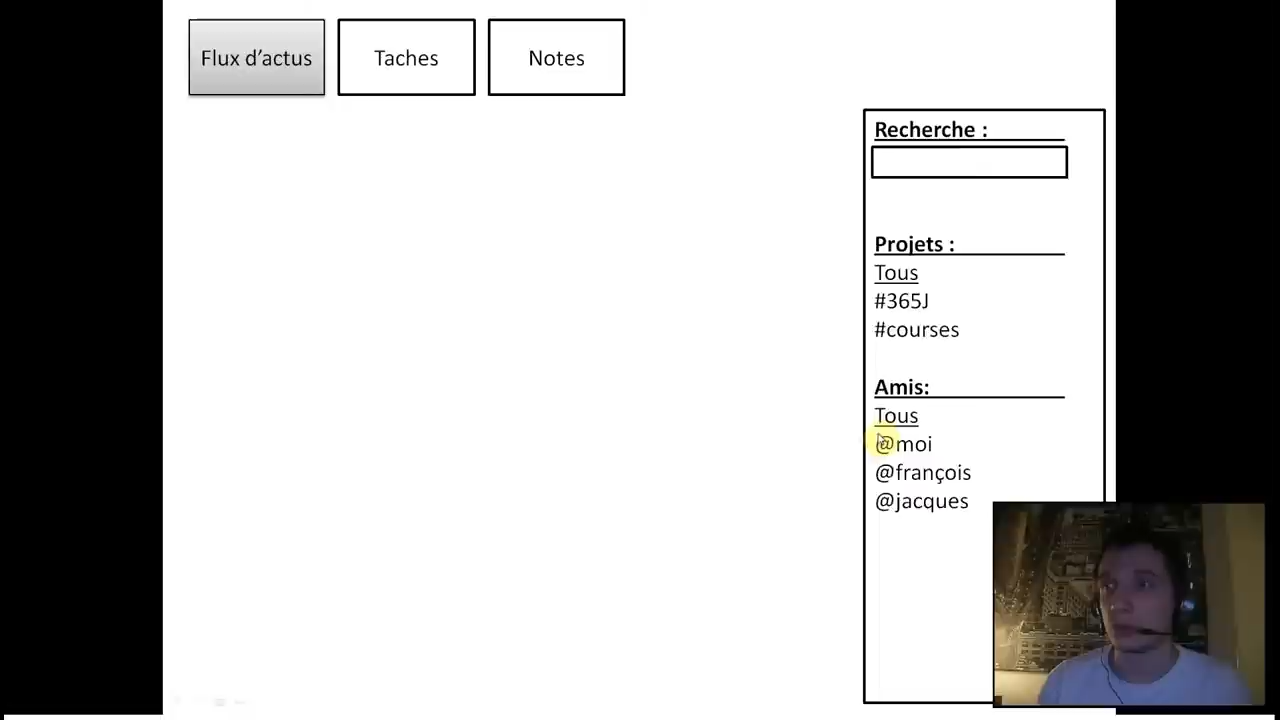 Flux d'actus
Taches
Notes
Recherche :
Projets :
Tous
#365J
#courses
Amis:
Tous
@moi
@françois
@jacques